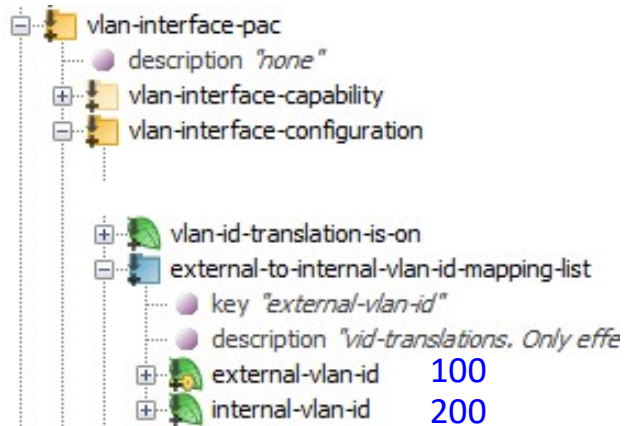 vlan-interface-pac
description "none"
vlan-interface-capability
vlan-interface-configuration
vlan-id-translation-is-on
external-to-internal-vlan-id-mapping-list
key "external-vlan-id"
description "vid-translations. Only effe
external-vlan-id 100
internal-vlan-id 200